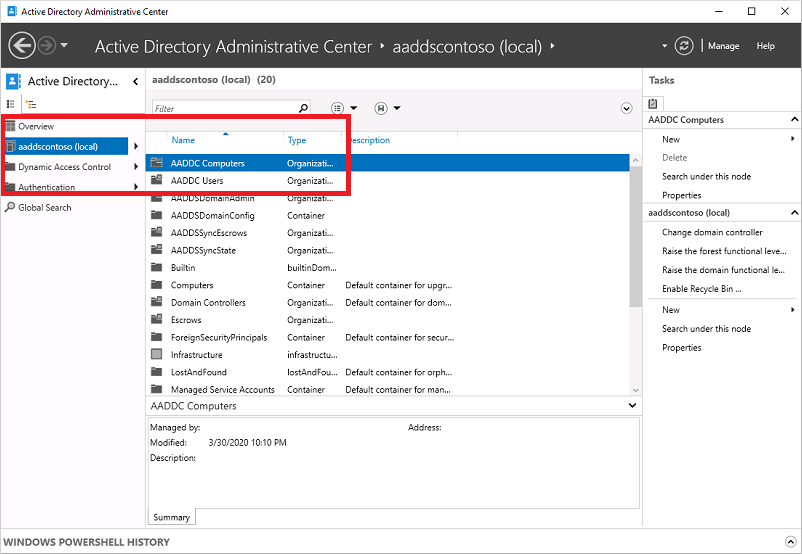 Active Directory Administrative Center
Active Directory Administrative Center • aaddscontoso (local) •
Manage
Help
Active Directory...
Overview
aaddscontoso (local)
Dynamic Access Control
Authentication
Global Search
aaddscontoso (local) (20)
Filter
Name Type Description
AADDC Computers Organizati...
AADDC Users Organizati...
AADDSDomainAdmin Organizati...
AADDSDomainConfig Container
AADDSSyncEscrows Organizati...
AADDSSyncState Organizati...
Builtin builtinDom...
Computers Container Default container for upgr...
Domain Controllers Organizati... Default container for dom...
Escrows Organizati...
ForeignSecurityPrincipals Container Default container for secur...
Infrastructure infrastructu...
LostAndFound lostAndFou... Default container for orph...
Managed Service Accounts Container Default container for man...
AADDC Computers
Managed by: Address:
Modified: 3/30/2020 10:10 PM
Description:
Summary
Tasks
AADDC Computers
New
Delete
Search under this node
Properties
aaddscontoso (local)
Change domain controller
Raise the forest functional leve...
Raise the domain functional le...
Enable Recycle Bin ...
New
Search under this node
Properties
WINDOWS POWERSHELL HISTORY